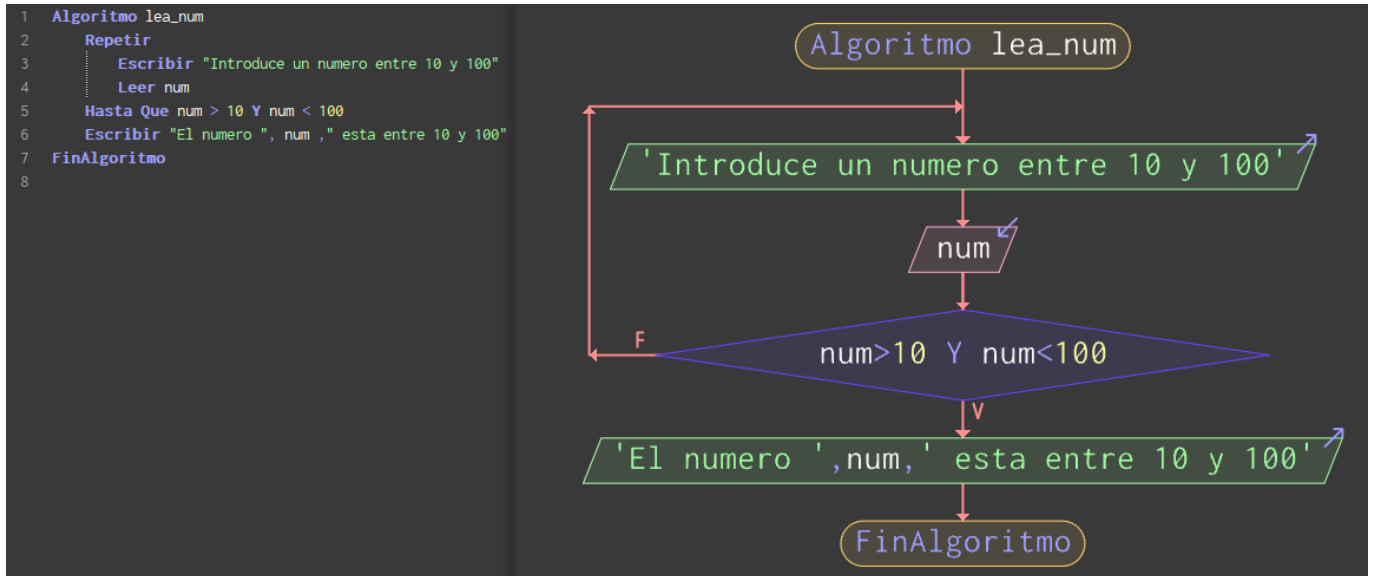 1 Algoritmo lea_num
2 Repetir
3 Escribir "Introduce un numero entre 10 y 100"
4 Leer num
5 Hasta Que num > 10 Y num < 100
6 Escribir "El numero ", num ," esta entre 10 y 100"
7 FinAlgoritmo
8
Algoritmo lea_num
'Introduce un numero entre 10 y 100'
num
num>10 Y num<100
F
V
'El numero ',num,' esta entre 10 y 100'
FinAlgoritmo